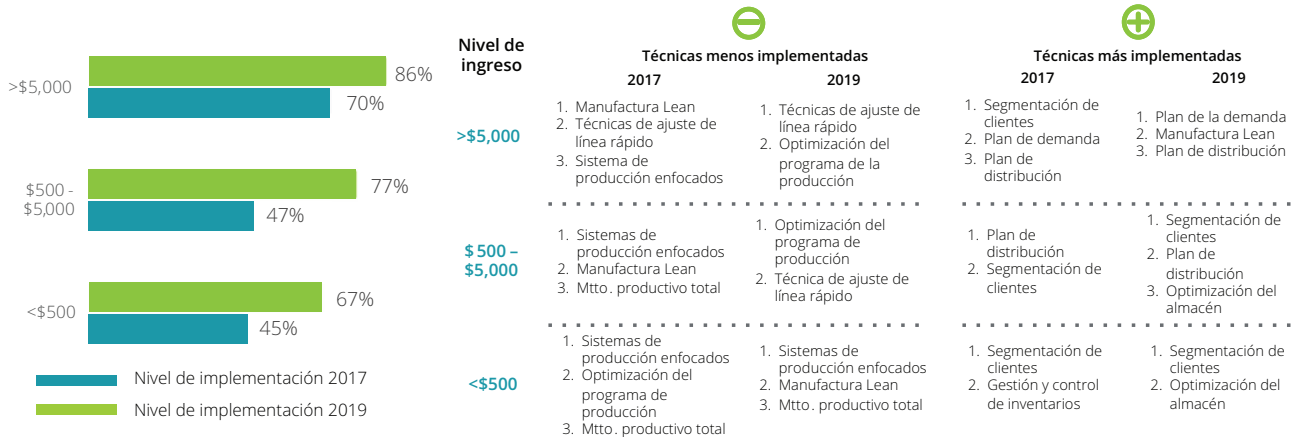 >$5,000
86%
70%
$500 -
$5,000
77%
47%
<$500
67%
45%
Nivel de implementación 2017
Nivel de implementación 2019
Nivel de
ingreso
Técnicas menos implementadas
2017
2019
Técnicas más implementadas
2017
2019
>$5,000
1. Manufactura Lean
2. Técnicas de ajuste de
línea rápido
3. Sistema de
producción enfocados
1. Técnicas de ajuste de
línea rápido
2. Optimización del
programa de la
producción
1. Segmentación de
clientes
2. Plan de demanda
3. Plan de
distribución
1. Plan de la demanda
2. Manufactura Lean
3. Plan de distribución
$ 500 –
$5,000
1. Sistemas de
producción enfocados
2. Manufactura Lean
3. Mtto. productivo total
1. Optimización del
programa de
producción
2. Técnica de ajuste de
línea rápido
1. Plan de
distribución
2. Segmentación de
clientes
1. Segmentación de
clientes
2. Plan de
distribución
3. Optimización del
almacén
<$500
1. Sistemas de
producción enfocados
2. Optimización del
programa de
producción
3. Mtto. productivo total
1. Sistemas de
producción enfocados
2. Manufactura Lean
3. Mtto. productivo total
1. Segmentación de
clientes
2. Gestión y control
de inventarios
1. Segmentación de
clientes
2. Optimización del
almacén